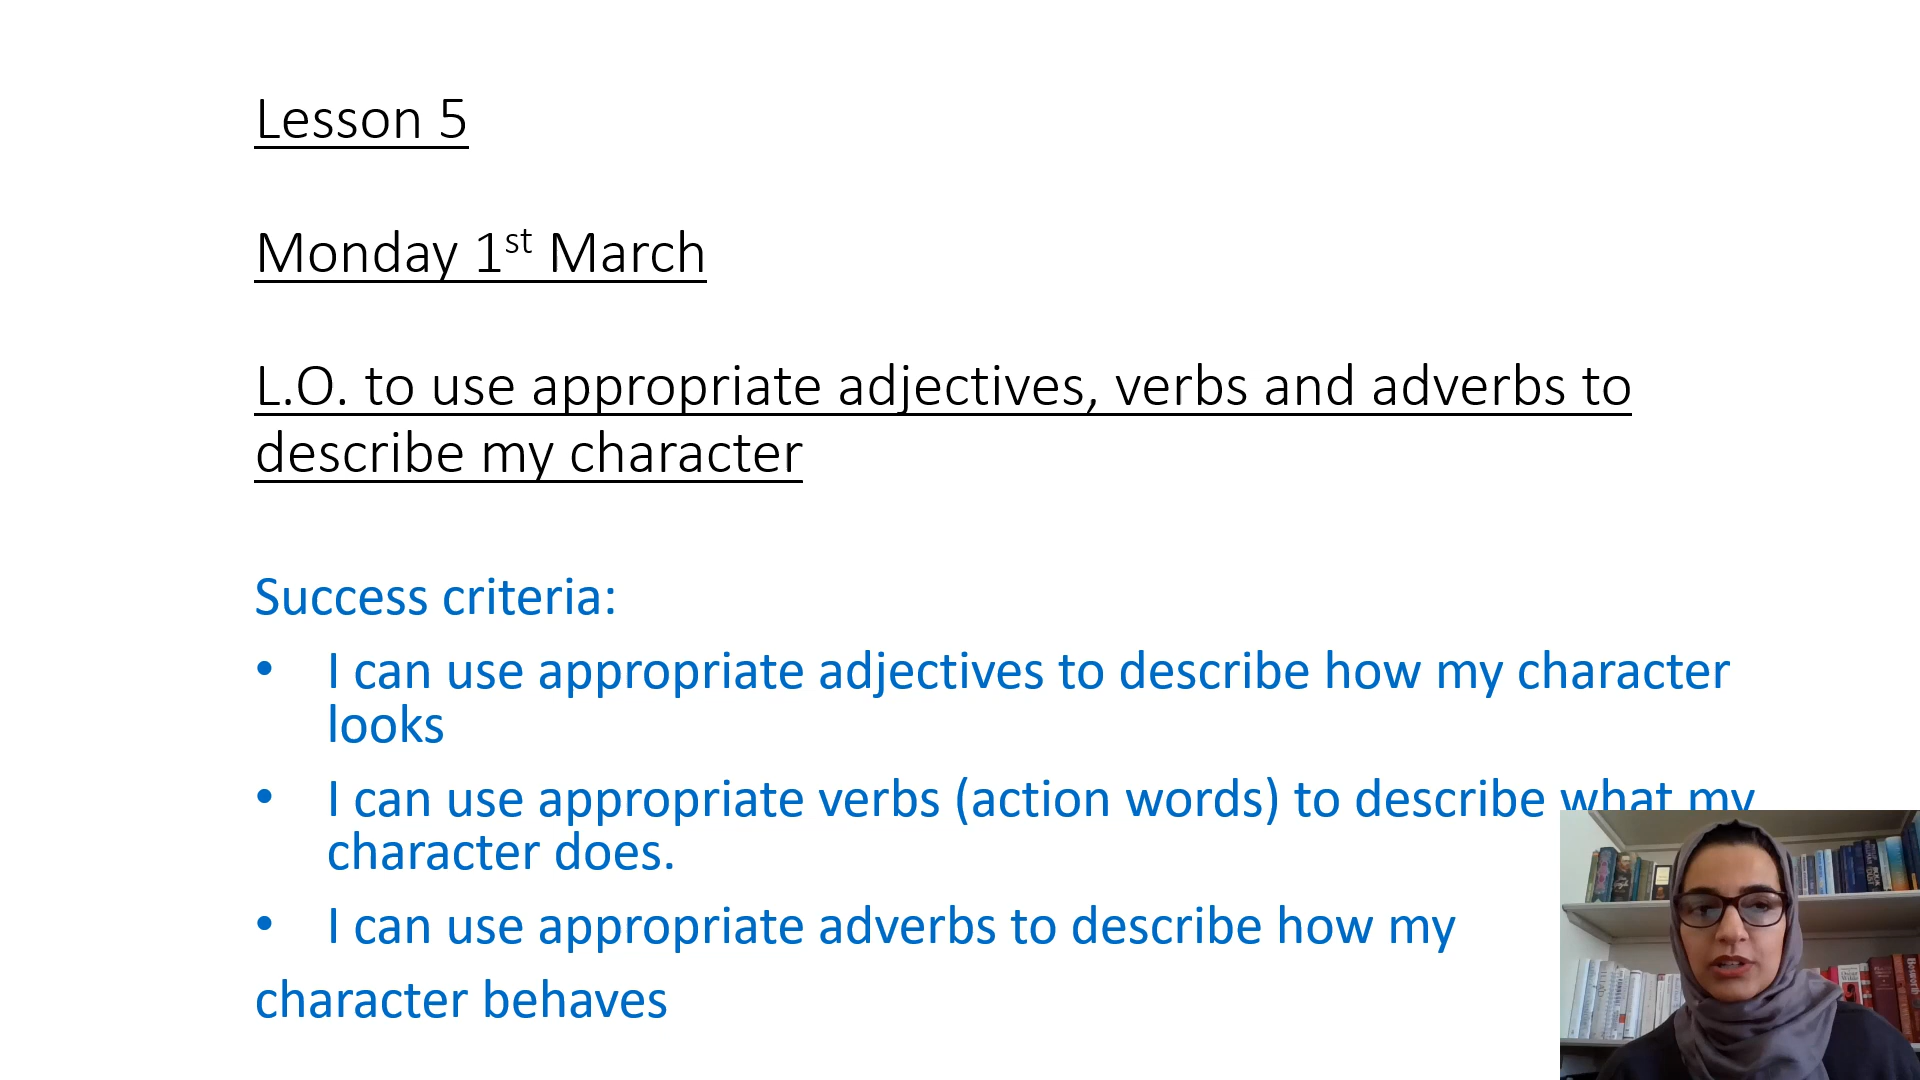 Lesson 5
Monday 1st March
L.O. to use appropriate adjectives, verbs and adverbs to
describe my character
Success criteria:
• I can use appropriate adjectives to describe how my character
looks
• I can use appropriate verbs (action words) to describe what my
character does.
• I can use appropriate adverbs to describe how my
character behaves